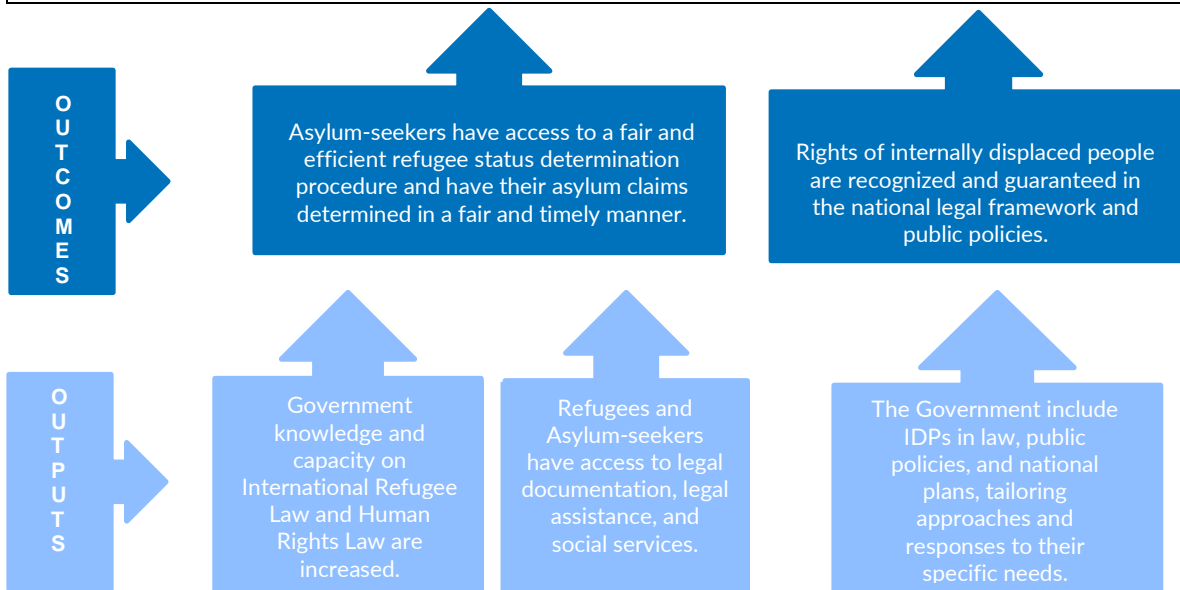 OUTCOMES
Asylum-seekers have access to a fair and
efficient refugee status determination
procedure and have their asylum claims
determined in a fair and timely manner.
Rights of internally displaced people
are recognized and guaranteed in
the national legal framework and
public policies.
OUTPUTS
Government
knowledge and
capacity on
International Refugee
Law and Human
Rights Law are
increased.
Refugees and
Asylum-seekers
have access to legal
documentation, legal
assistance, and
social services.
The Government include
IDPs in law, public
policies, and national
plans, tailoring
approaches and
responses to their
specific needs.